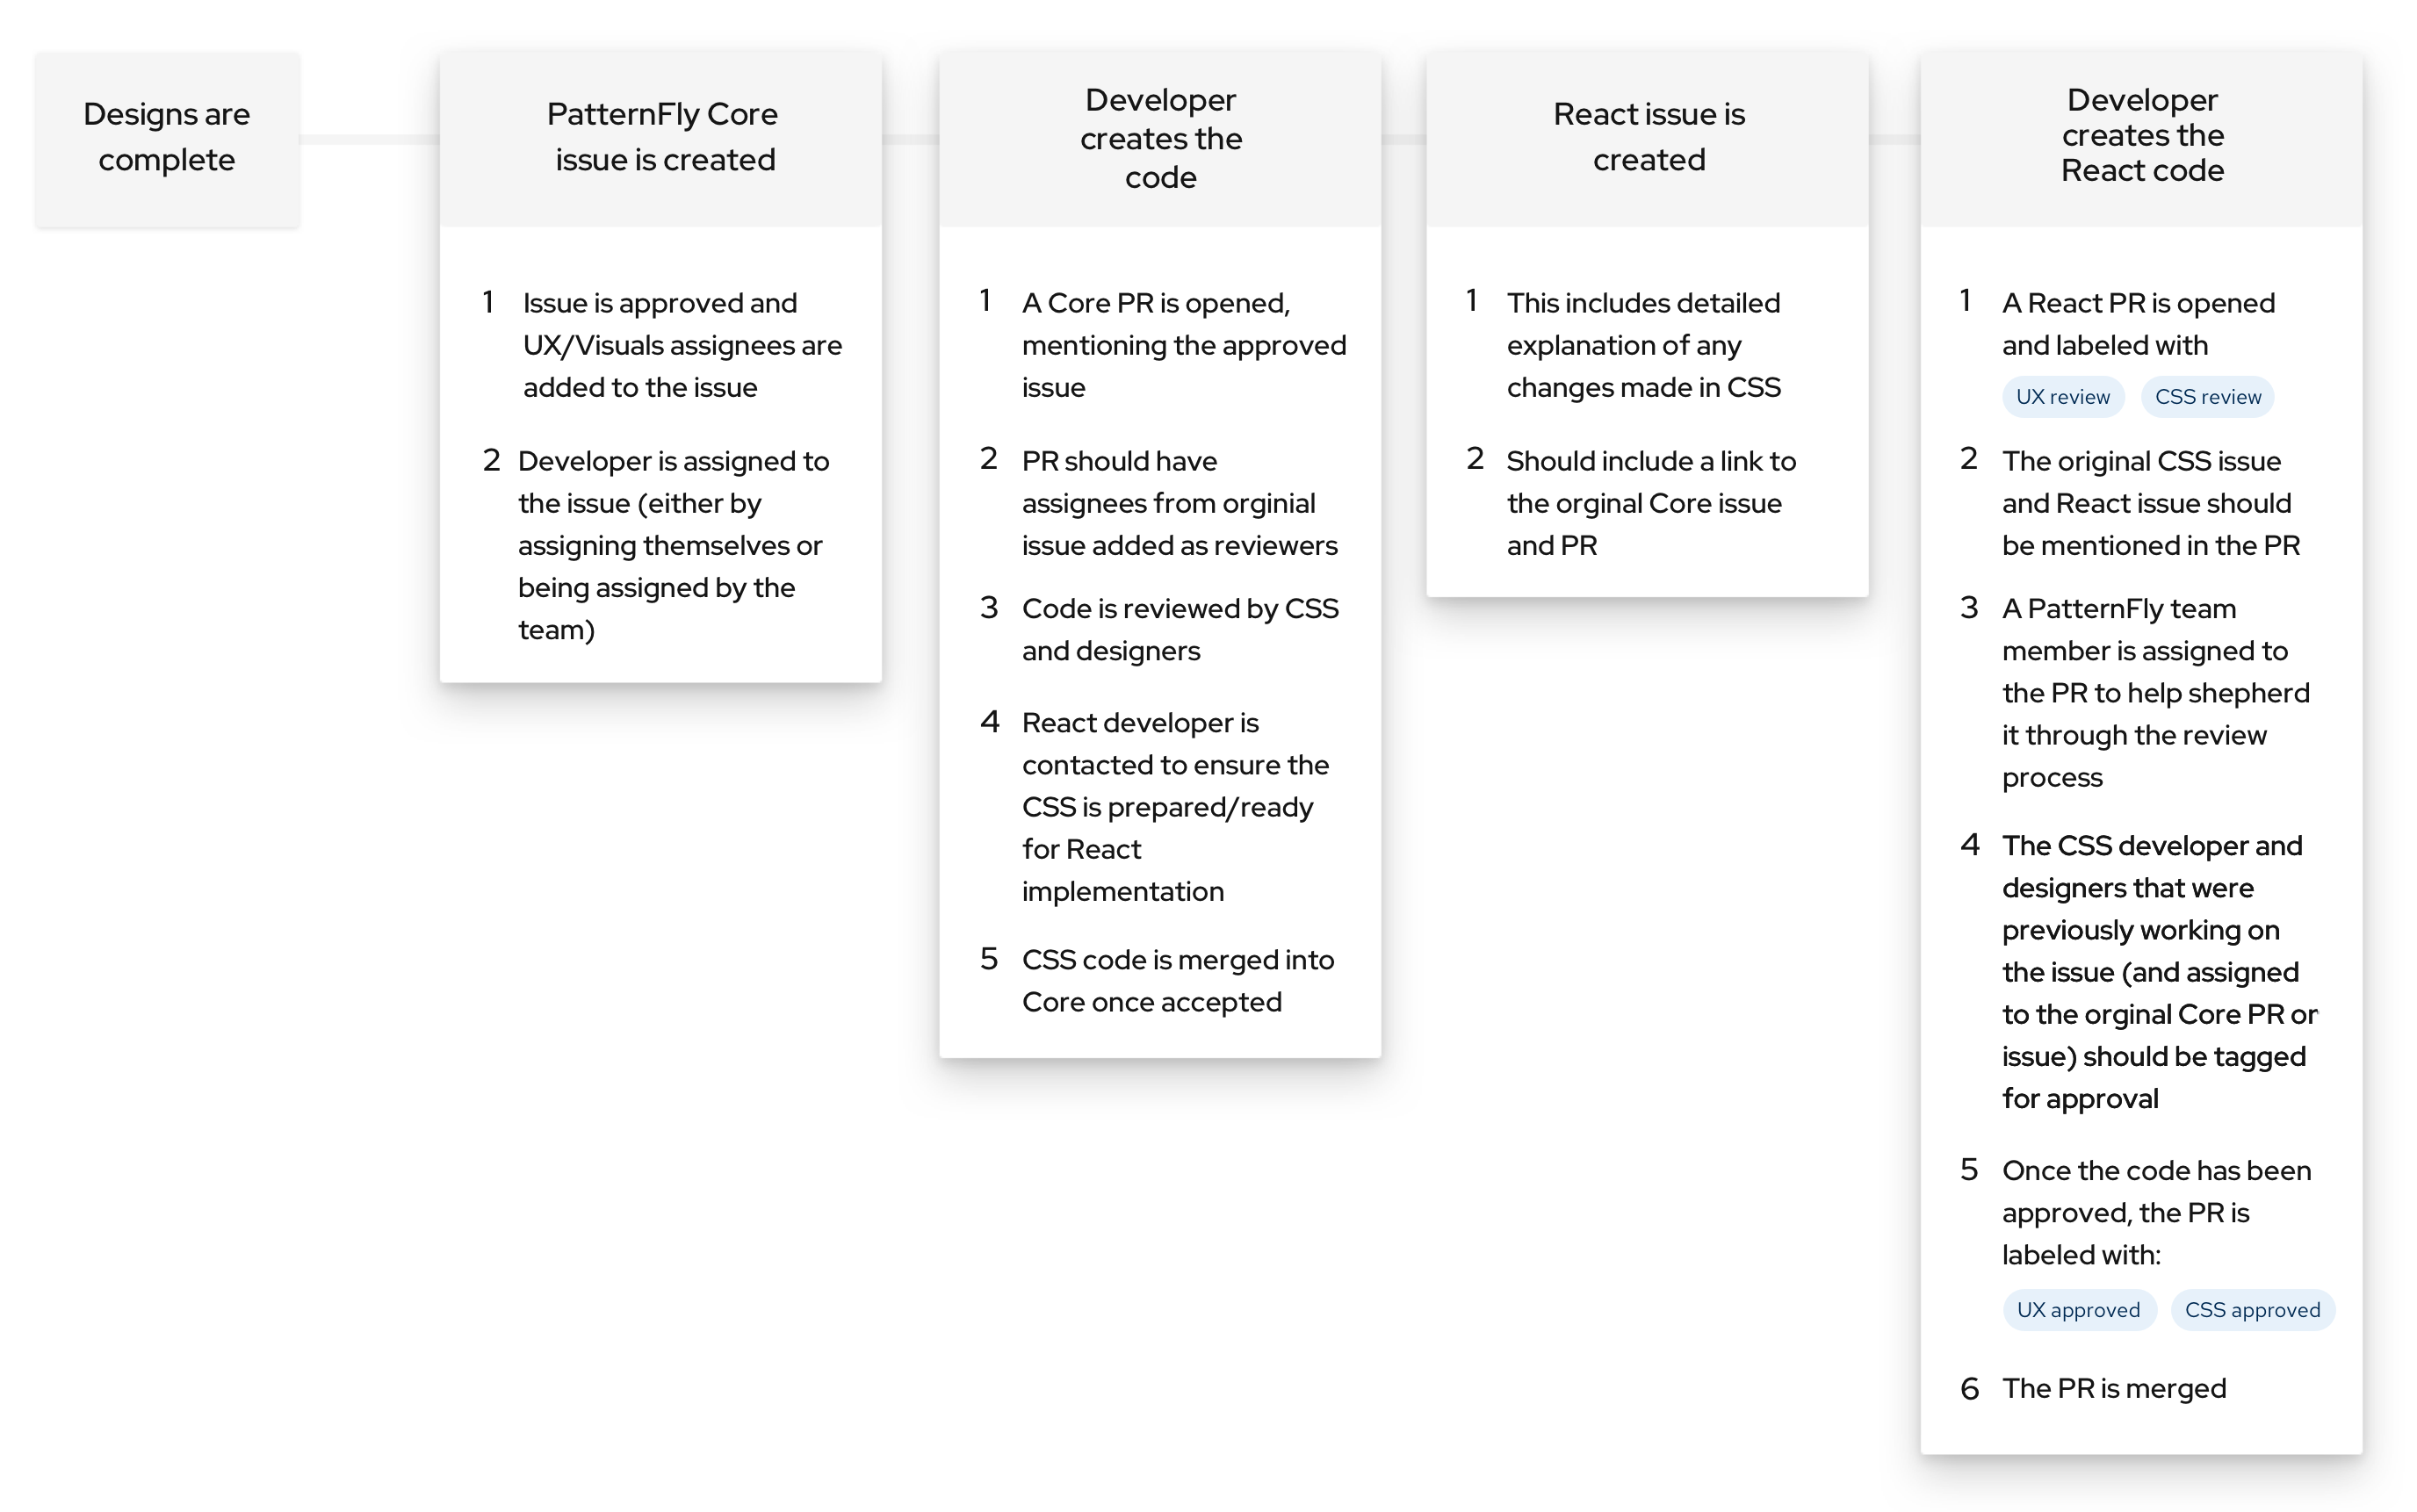 Designs are
complete
PatternFly Core
issue is created
1 Issue is approved and
UX/Visuals assignees are
added to the issue
2 Developer is assigned to
the issue (either by
assigning themselves or
being assigned by the
team)
Developer
creates the
code
1 A Core PR is opened,
mentioning the approved
issue
2 PR should have
assignees from orginial
issue added as reviewers
3 Code is reviewed by CSS
and designers
4 React developer is
contacted to ensure the
CSS is prepared/ready
for React
implementation
5 CSS code is merged into
Core once accepted
React issue is
created
1 This includes detailed
explanation of any
changes made in CSS
2 Should include a link to
the orginal Core issue
and PR
Developer
creates the
React code
1 A React PR is opened
and labeled with
UX review CSS review
2 The original CSS issue
and React issue should
be mentioned in the PR
3 A PatternFly team
member is assigned to
the PR to help shepherd
it through the review
process
4 The CSS developer and
designers that were
previously working on
the issue (and assigned
to the orginal Core PR or
issue) should be tagged
for approval
5 Once the code has been
approved, the PR is
labeled with:
UX approved CSS approved
6 The PR is merged